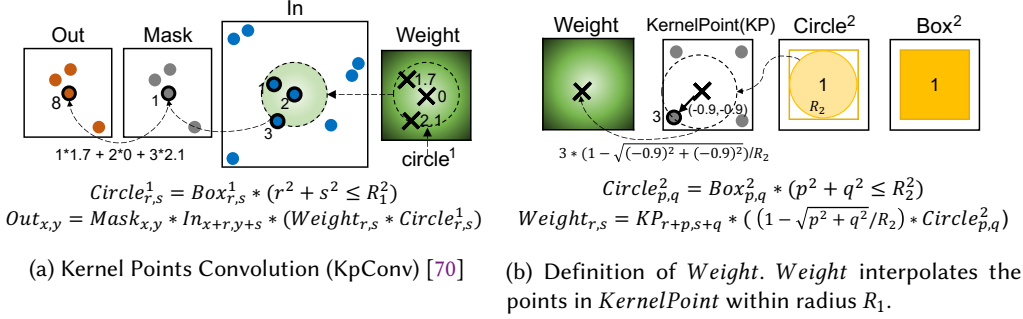 Out
Mask
In
Weight
8
1
1
2
3
1.7
0
2.1
1*1.7 + 2*0 + 3*2.1
circle¹
Circle¹_{r,s} = Box¹_{r,s} * (r² + s² ≤ R₁²)
Out_{x,y} = Mask_{x,y} * In_{x+r,y+s} * (Weight_{r,s} * Circle¹_{r,s})
(a) Kernel Points Convolution (KpConv) [70]
Weight
KernelPoint(KP)
Circle²
Box²
3
(-0.9,-0.9)
1
R₂
1
3 * (1 − √((−0.9)² + (−0.9)²)/R₂
Circle²_{p,q} = Box²_{p,q} * (p² + q² ≤ R₂²)
Weight_{r,s} = KP_{r+p,s+q} * ( (1−√(p² + q²)/R₂) * Circle²_{p,q})
(b) Definition of Weight. Weight interpolates the
points in KernelPoint within radius R₁.